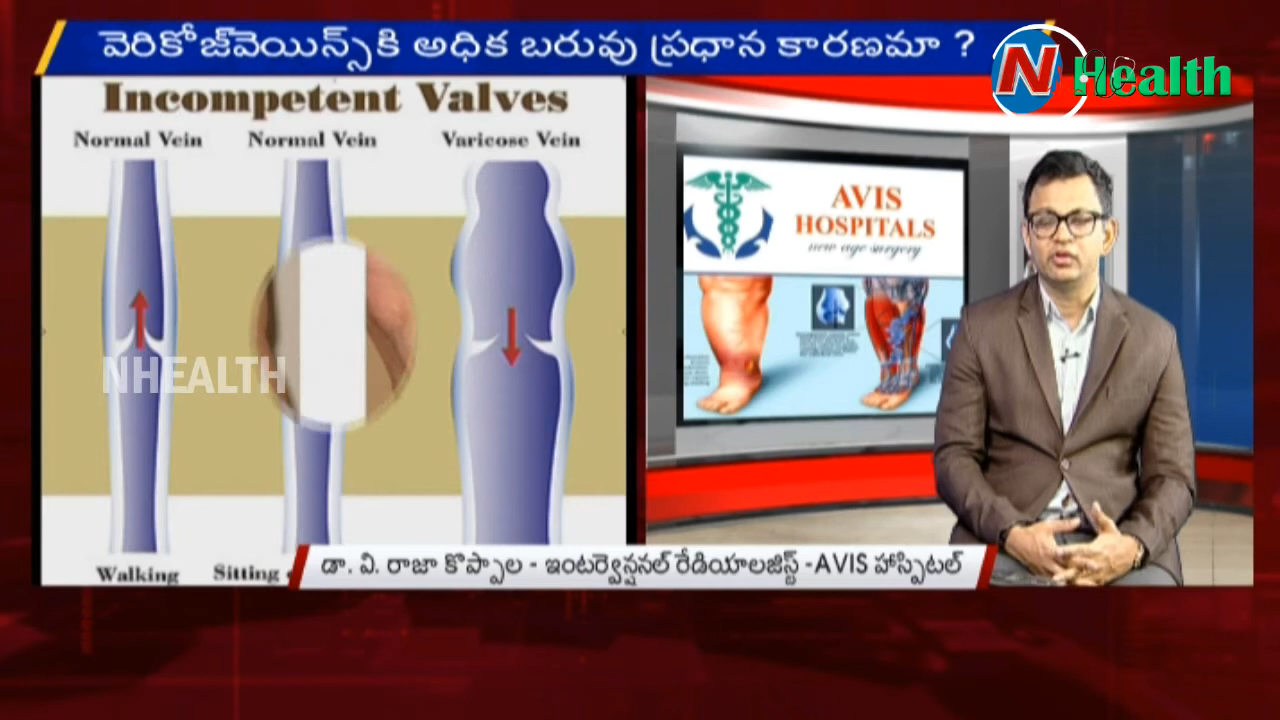 వెరికోజ్‌వెయిన్స్‌కి అధిక బరువు ప్రధాన కారణమా ?
N Health
Incompetent Valves
Normal Vein Normal Vein Varicose Vein
AVIS
HOSPITALS
new age surgery
NHEALTH
Walking Sitting
డా. వి. రాజా కొప్పాల - ఇంటర్వెన్షనల్ రేడియాలజిస్ట్ -AVIS హాస్పిటల్